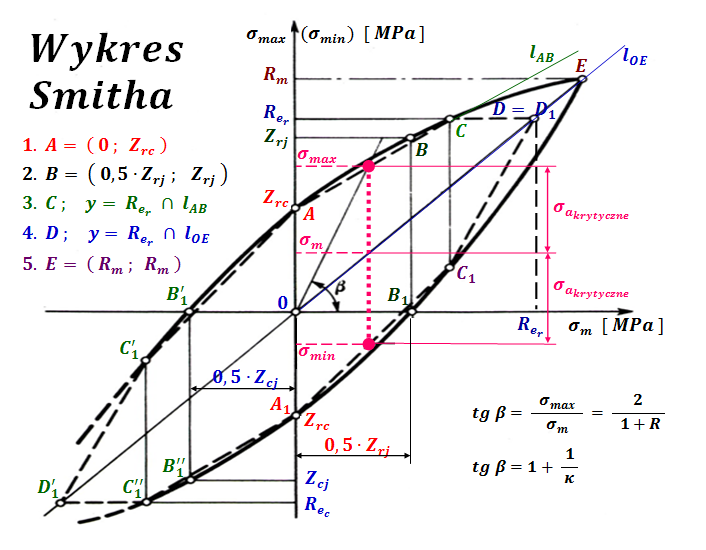 Wykres
Smitha
1. A = ( 0 ; Z_rc )
2. B = ( 0,5 · Z_rj ; Z_rj )
3. C ; y = R_er ∩ l_AB
4. D ; y = R_er ∩ l_OE
5. E = ( R_m ; R_m )
σ_max (σ_min) [ MPa ]
l_AB
E
l_OE
R_m
R_er
D = D_1
C
Z_rj
B
σ_max
Z_rc
A
σ_a krytyczne
σ_m
C_1
β
B'_1
0
B_1
σ_a krytyczne
R_er
σ_m [ MPa ]
C'_1
σ_min
0,5 · Z_cj
A_1
Z_rc
tg β = σ_max / σ_m = 2 / 1 + R
0,5 · Z_rj
B''_1
tg β = 1 + 1 / κ
D'_1
C''_1
Z_cj
R_ec